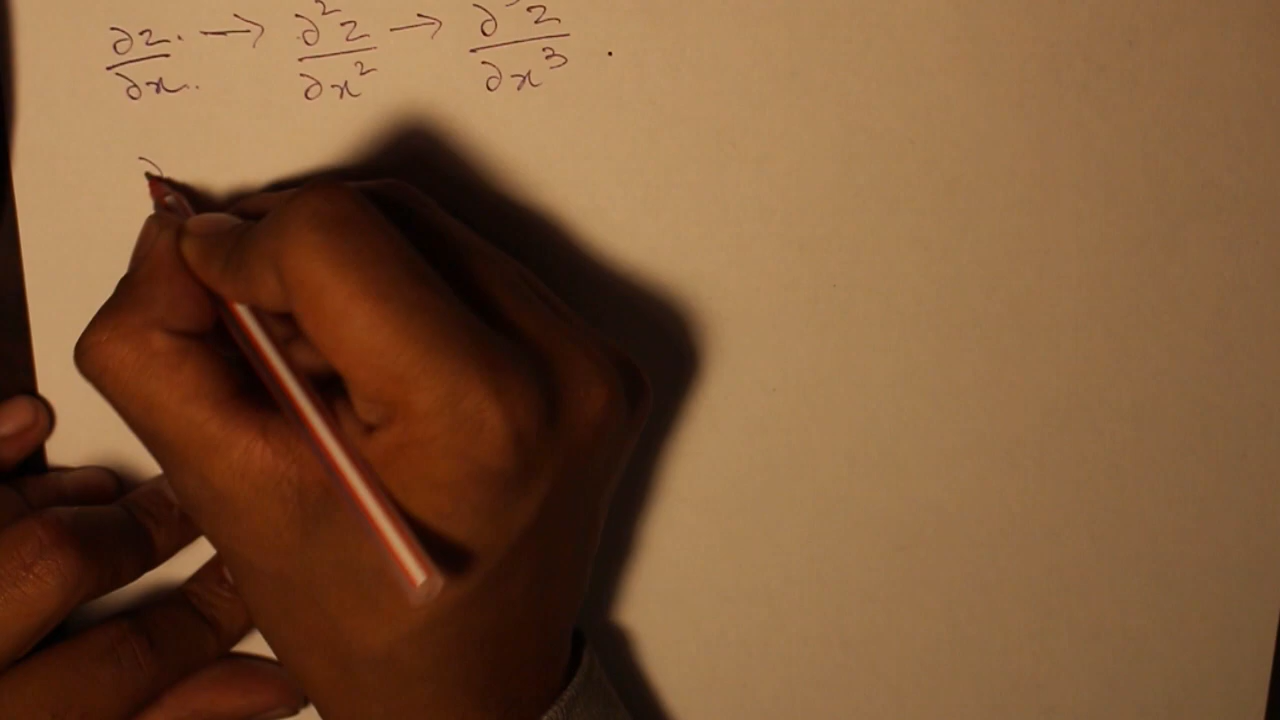 ∂z/∂x → ∂²z/∂x² → ∂³z/∂x³ .
∂